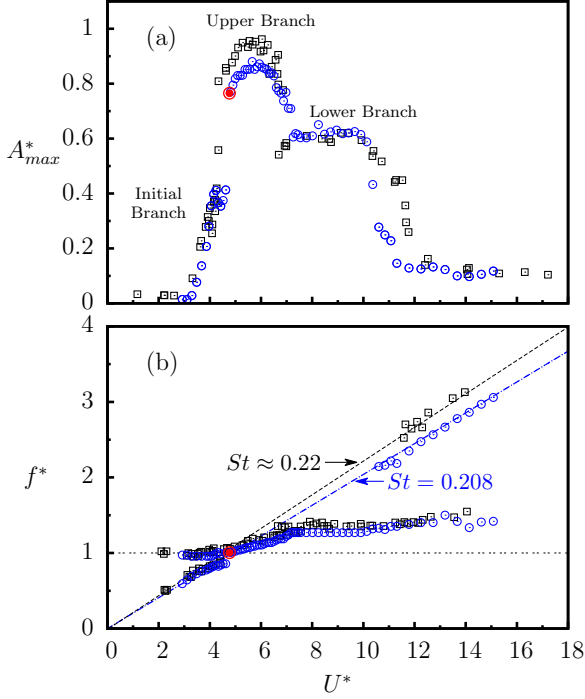 Upper Branch
(a)
1
0.8
Lower Branch
0.6
A*max
0.4
Initial
Branch
0.2
0
4
(b)
3
St ≈ 0.22
f*
St = 0.208
2
1
0
0 2 4 6 8 10 12 14 16 18
U*